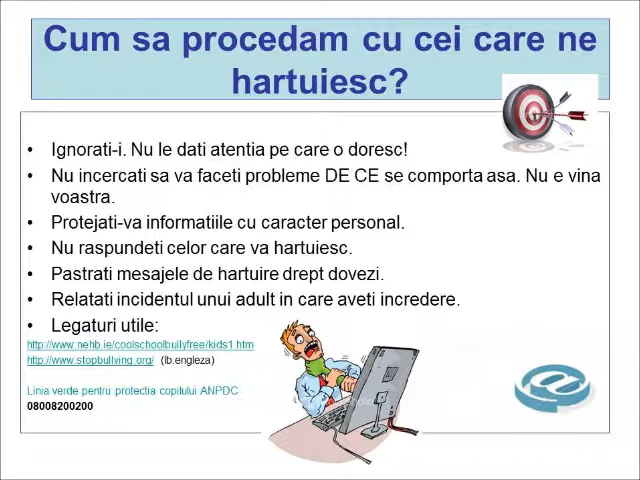 Cum sa procedam cu cei care ne
hartuiesc?
• Ignorati-i. Nu le dati atentia pe care o doresc!
• Nu incercati sa va faceti probleme DE CE se comporta asa. Nu e vina
voastra.
• Protejati-va informatiile cu caracter personal.
• Nu raspundeti celor care va hartuiesc.
• Pastrati mesajele de hartuire drept dovezi.
• Relatati incidentul unui adult in care aveti incredere.
• Legaturi utile:
http://www.nehb.ie/coolschoolbullyfree/kids1.htm
http://www.stopbullying.org/ (lb.engleza)
Linia verde pentru protectia copilului ANPDC
08008200200